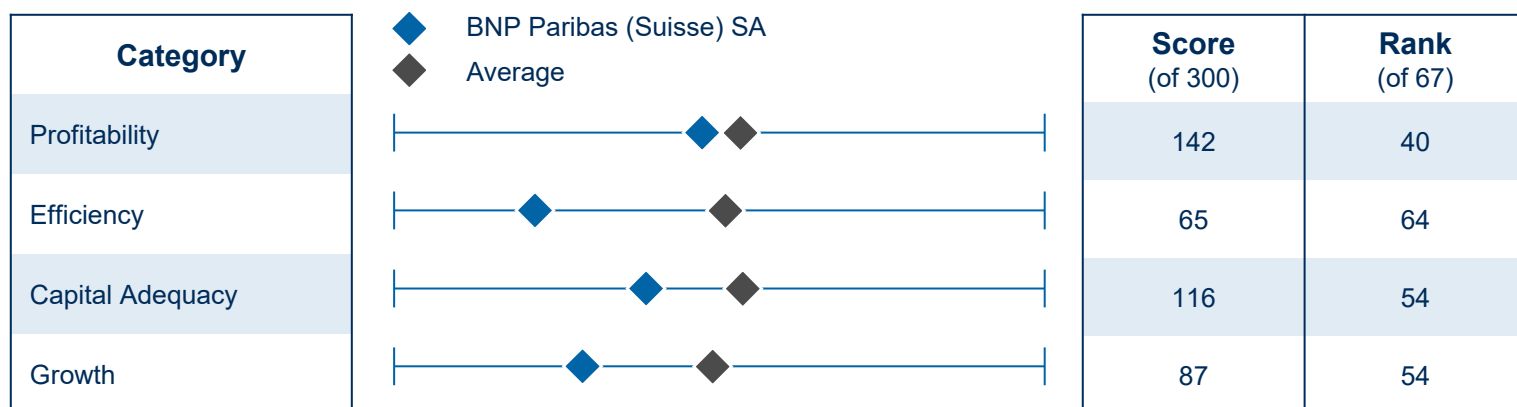 Category
BNP Paribas (Suisse) SA
Average
Score
(of 300)
Rank
(of 67)
Profitability
142
40
Efficiency
65
64
Capital Adequacy
116
54
Growth
87
54